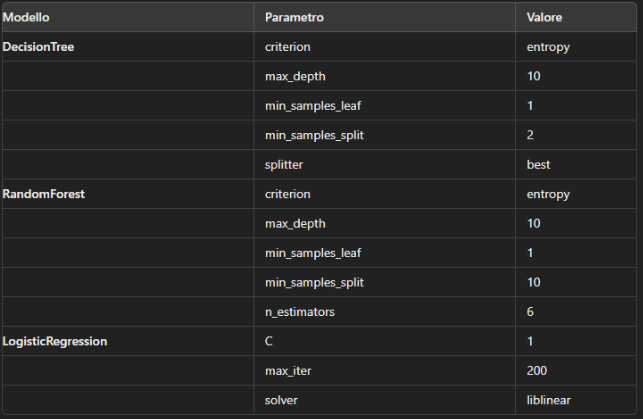 Modello Parametro Valore
DecisionTree criterion entropy
max_depth 10
min_samples_leaf 1
min_samples_split 2
splitter best
RandomForest criterion entropy
max_depth 10
min_samples_leaf 1
min_samples_split 10
n_estimators 6
LogisticRegression C 1
max_iter 200
solver liblinear